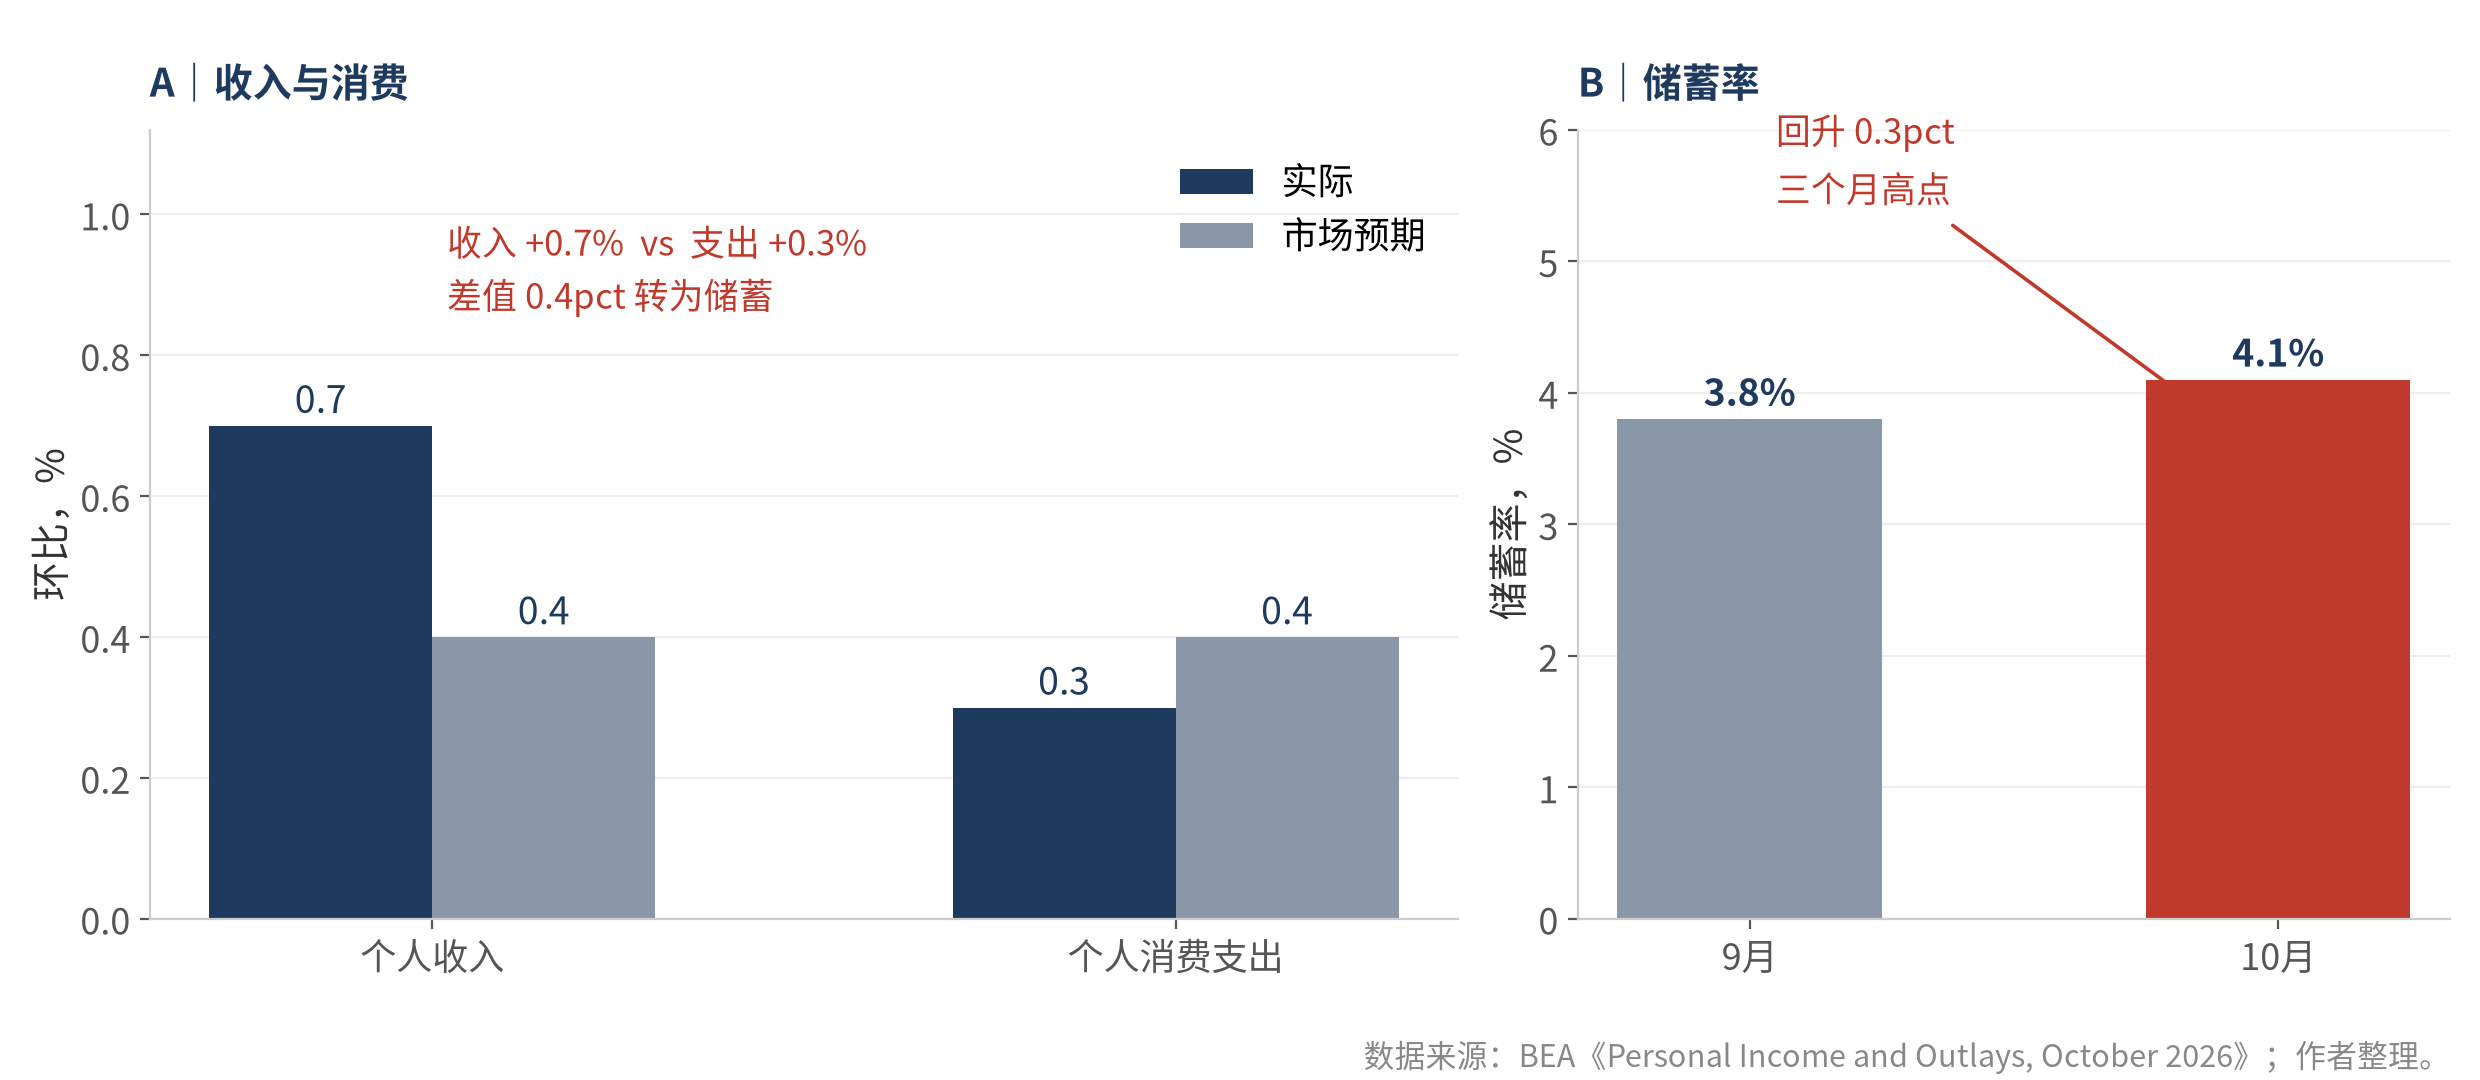 A｜收入与消费
实际
市场预期
收入 +0.7% vs 支出 +0.3%
差值 0.4pct 转为储蓄
环比，%
1.0
0.8
0.6
0.4
0.2
0.0
0.7
0.4
0.3
0.4
个人收入
个人消费支出
B｜储蓄率
回升 0.3pct
三个月高点
储蓄率，%
6
5
4
3
2
1
0
3.8%
4.1%
9月
10月
数据来源：BEA《Personal Income and Outlays, October 2026》；作者整理。